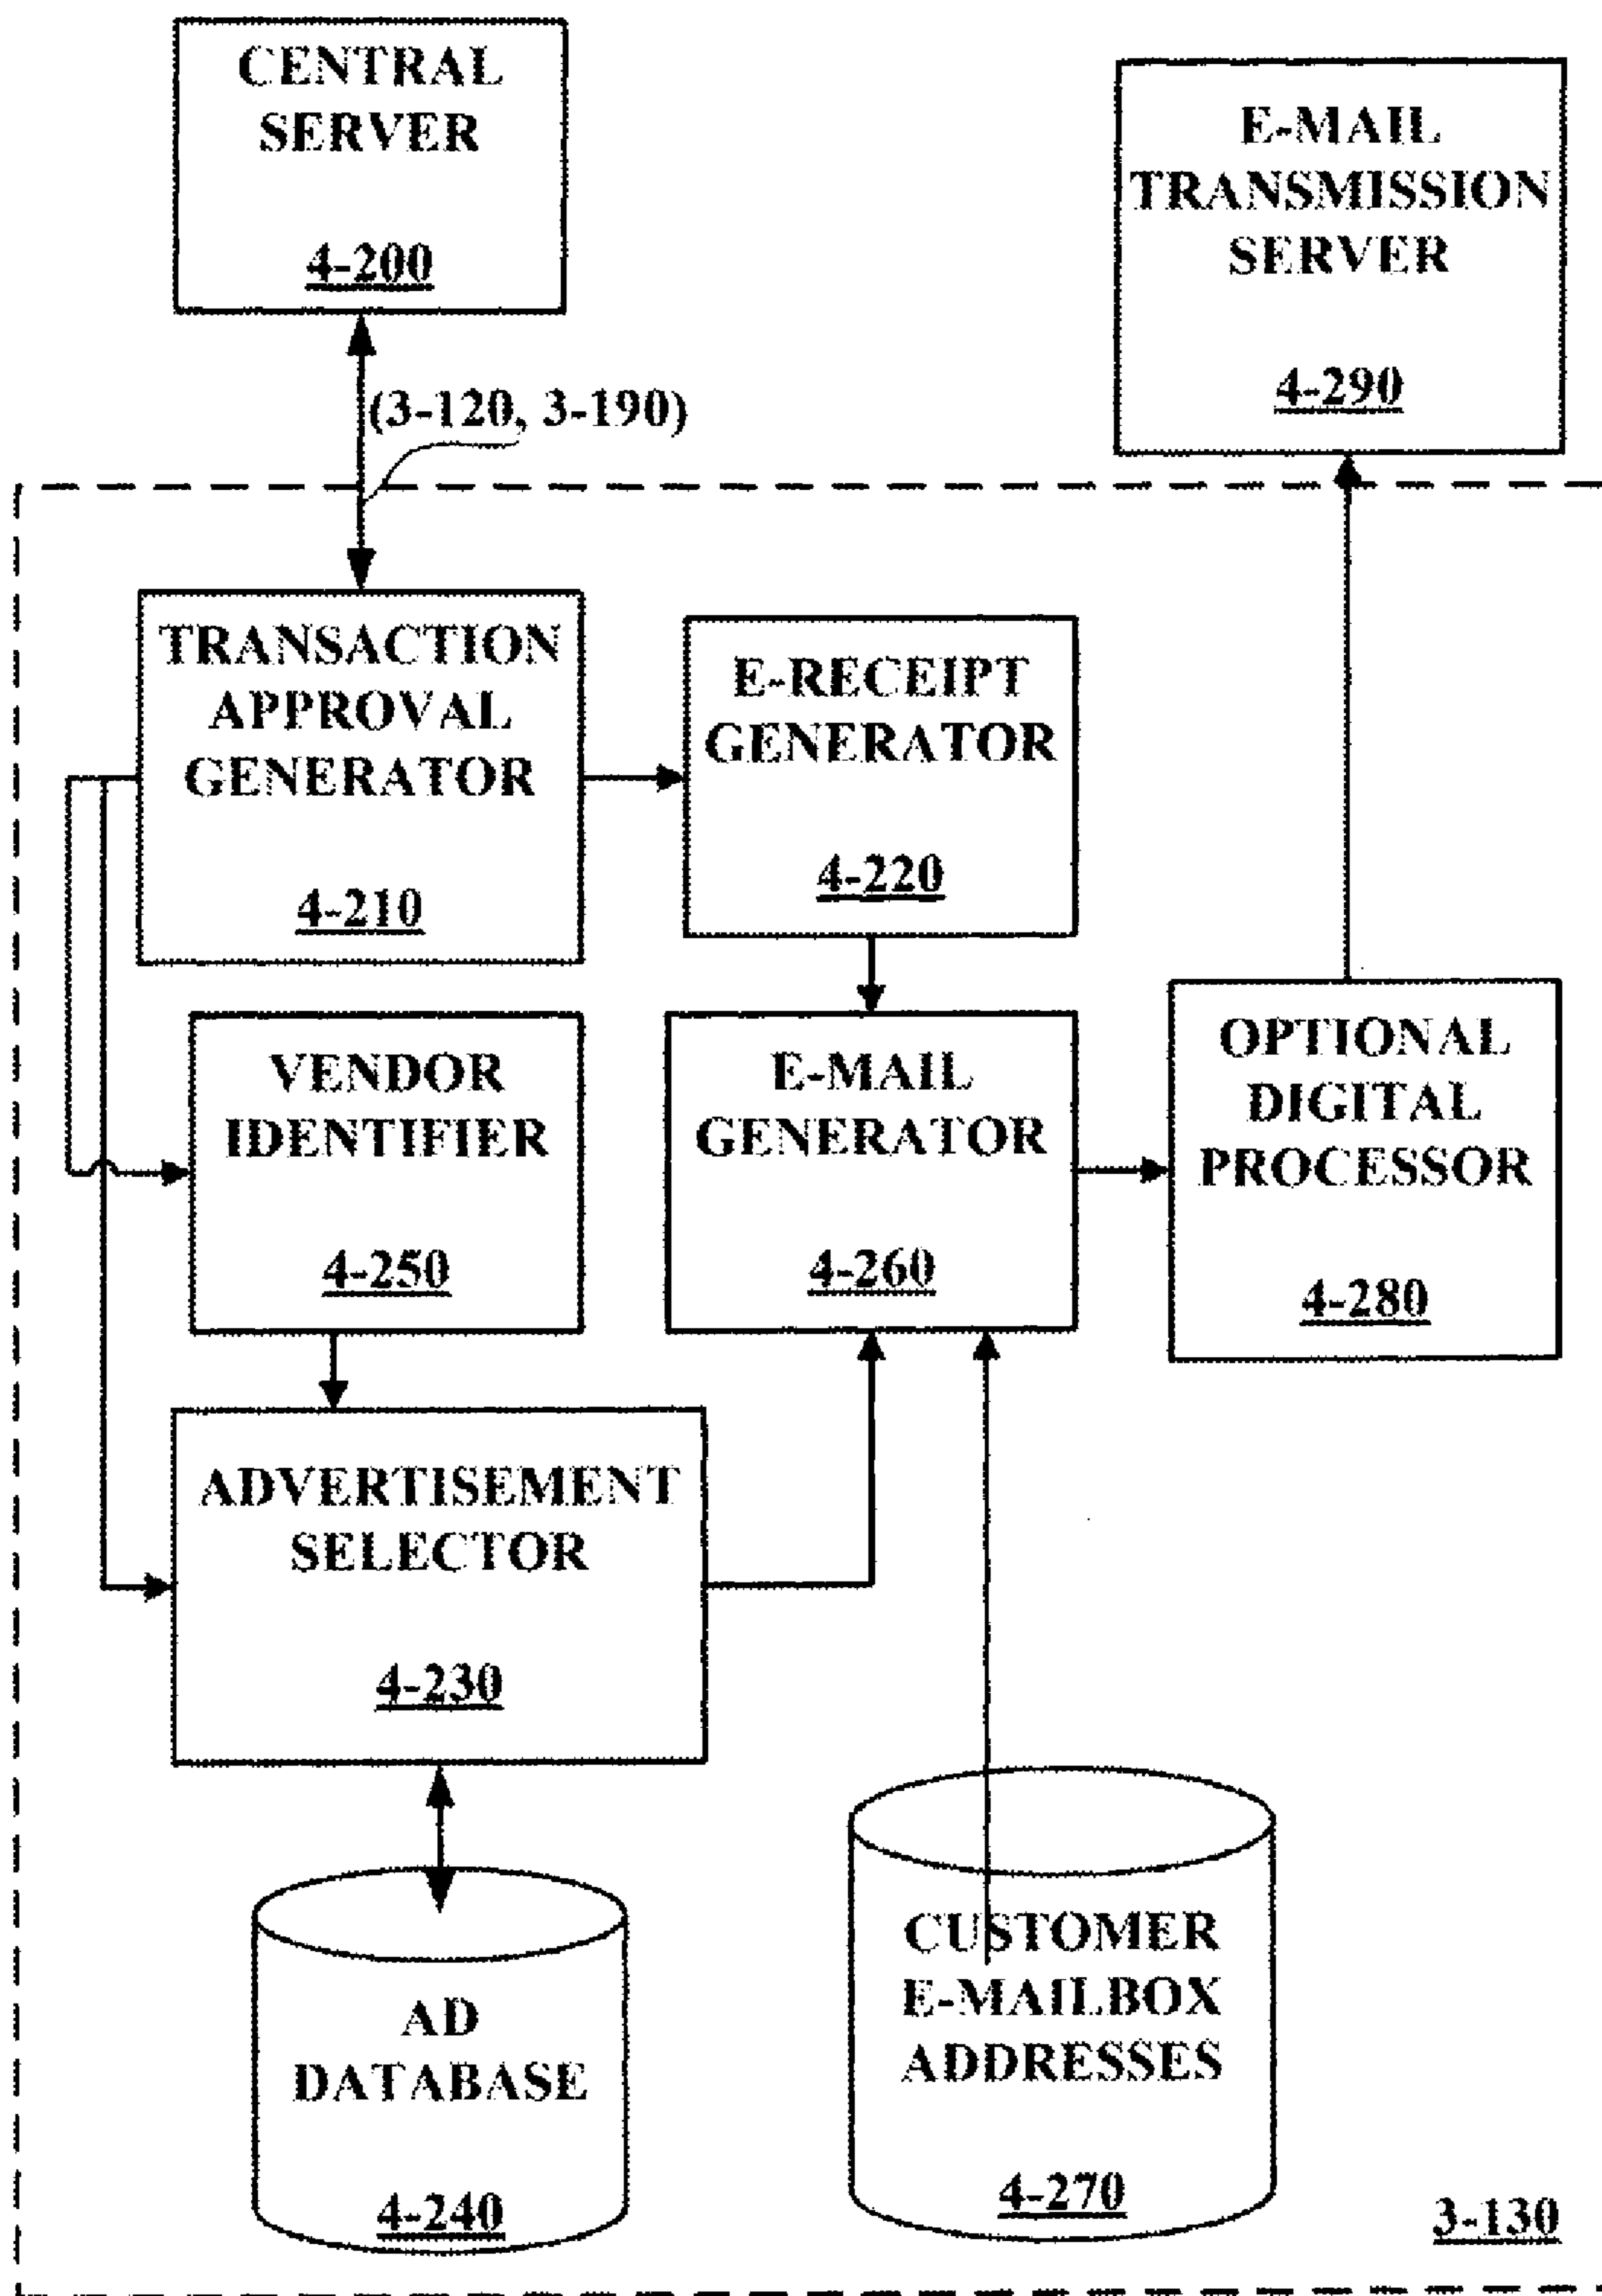 CENTRAL
SERVER
4-200
E-MAIL
TRANSMISSION
SERVER
4-290
(3-120, 3-190)
TRANSACTION
APPROVAL
GENERATOR
4-210
E-RECEIPT
GENERATOR
4-220
VENDOR
IDENTIFIER
4-250
E-MAIL
GENERATOR
4-260
OPTIONAL
DIGITAL
PROCESSOR
4-280
ADVERTISEMENT
SELECTOR
4-230
AD
DATABASE
4-240
CUSTOMER
E-MAILBOX
ADDRESSES
4-270
3-130